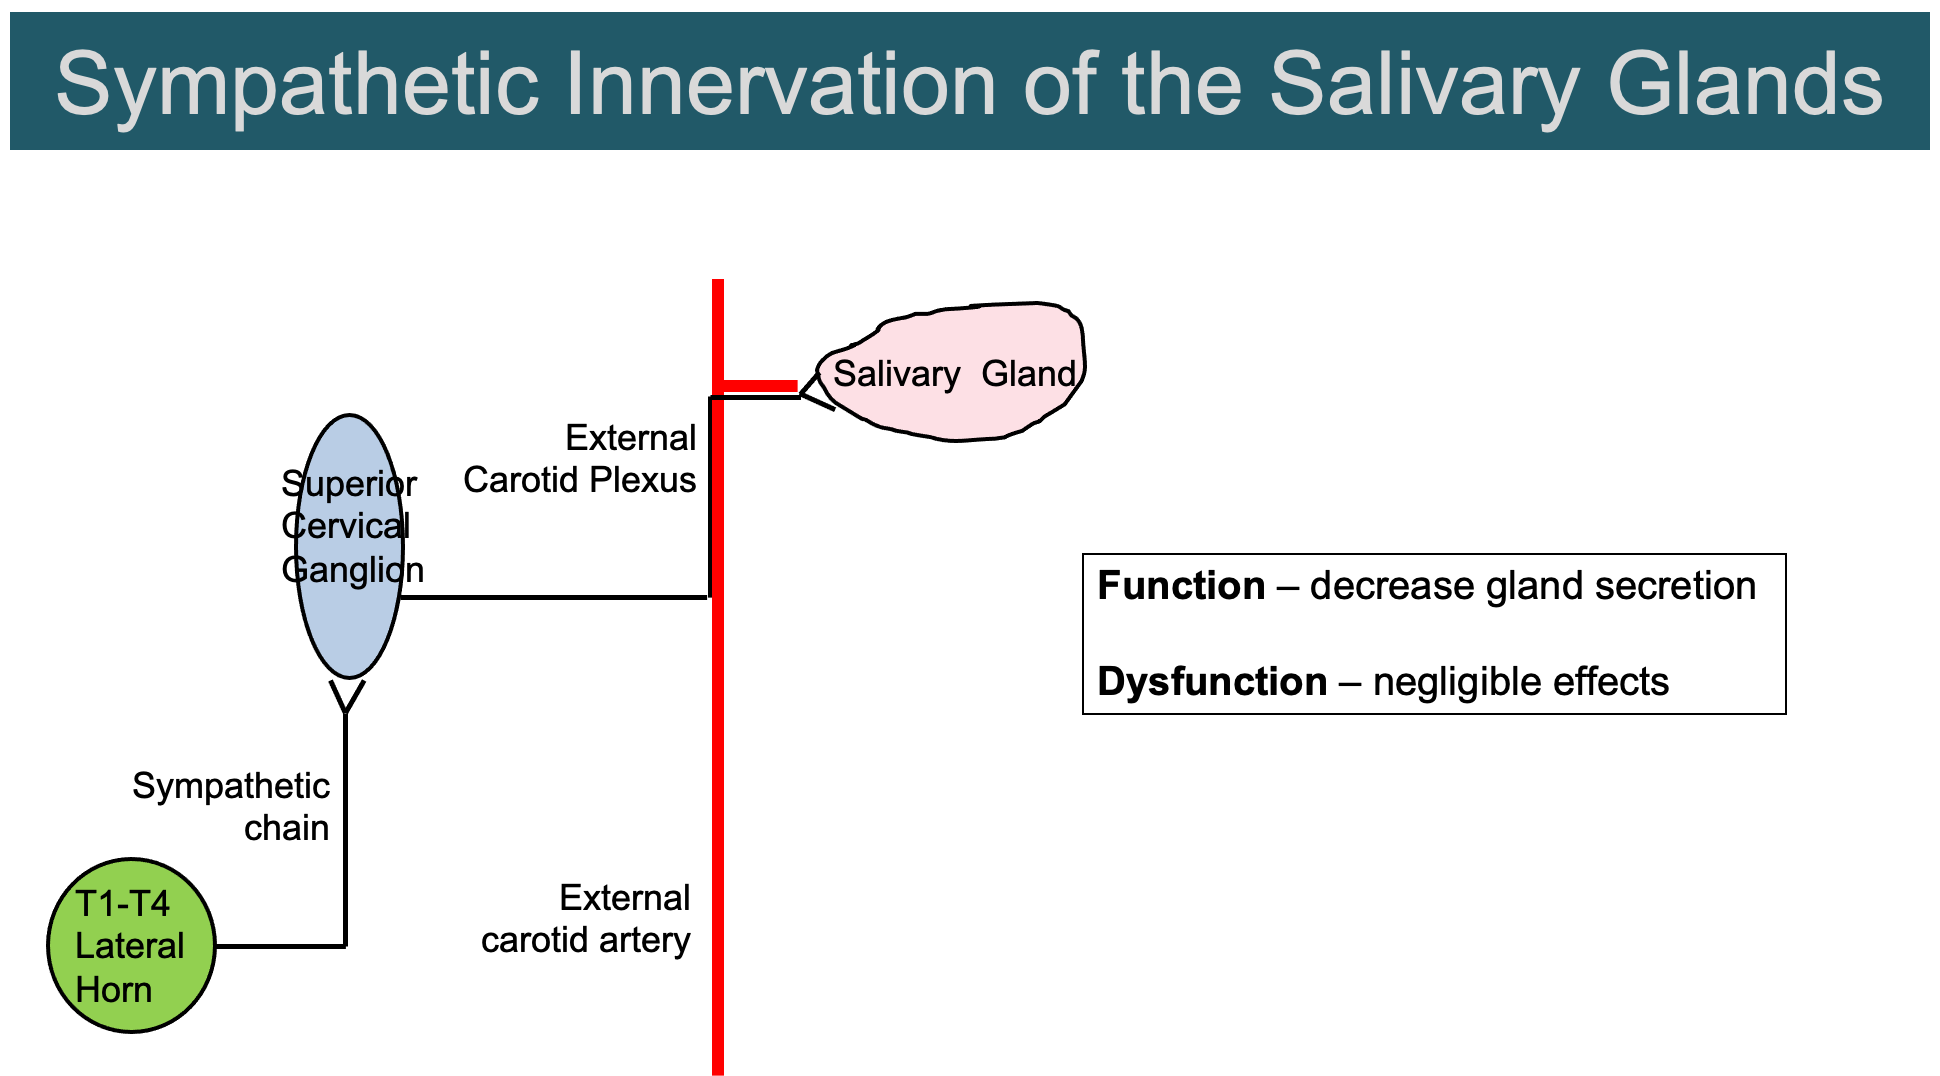 Sympathetic Innervation of the Salivary Glands
Salivary  Gland
External
Carotid Plexus
Superior
Cervical
Ganglion
Function – decrease gland secretion
Dysfunction – negligible effects
Sympathetic
chain
External
carotid artery
T1-T4
Lateral
Horn